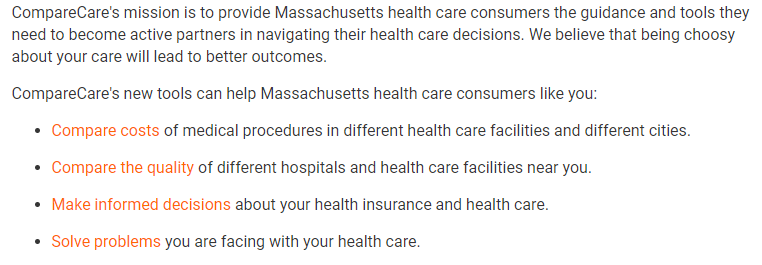 CompareCare's mission is to provide Massachusetts health care consumers the guidance and tools they
need to become active partners in navigating their health care decisions. We believe that being choosy
about your care will lead to better outcomes.
CompareCare's new tools can help Massachusetts health care consumers like you:
• Compare costs of medical procedures in different health care facilities and different cities.
• Compare the quality of different hospitals and health care facilities near you.
• Make informed decisions about your health insurance and health care.
• Solve problems you are facing with your health care.